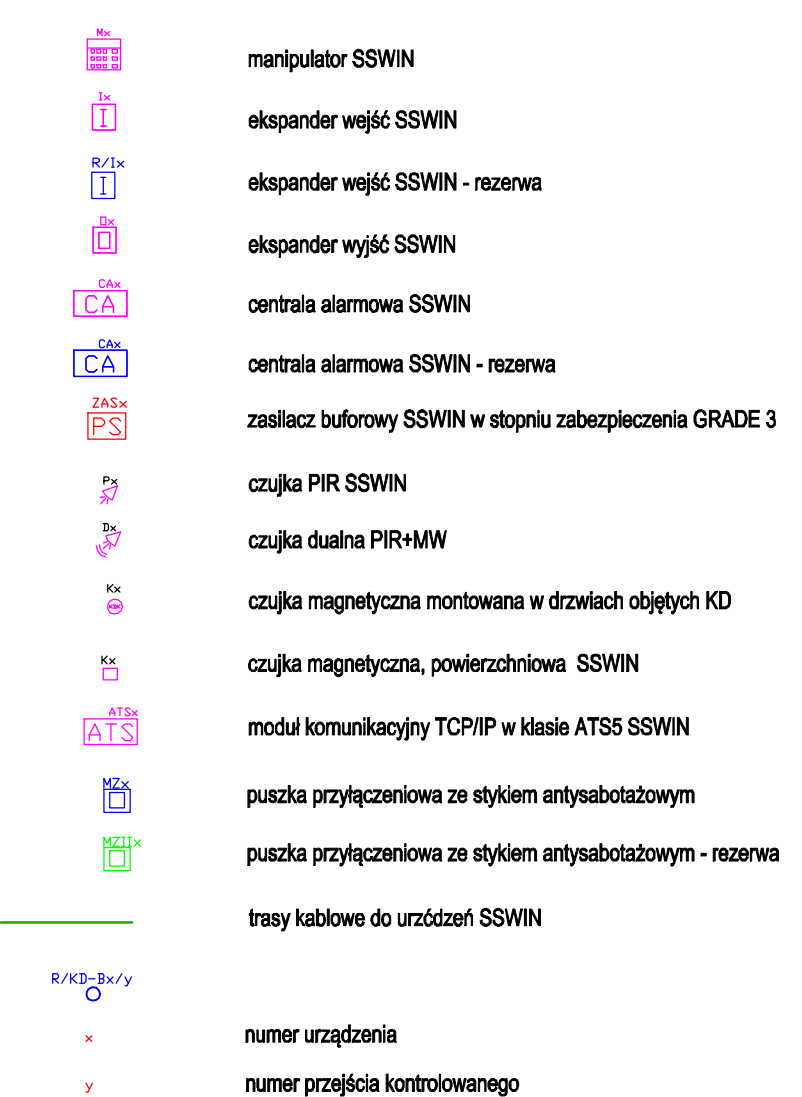 Mx
manipulator SSWIN
Ix
I
ekspander wejść SSWIN
R/Ix
I
ekspander wejść SSWIN - rezerwa
Ox
O
ekspander wyjść SSWIN
CAx
CA
centrala alarmowa SSWIN
CAx
CA
centrala alarmowa SSWIN - rezerwa
ZASx
PS
zasilacz buforowy SSWIN w stopniu zabezpieczenia GRADE 3
Px
czujka PIR SSWIN
Dx
czujka dualna PIR+MW
Kx
czujka magnetyczna montowana w drzwiach objętych KD
Kx
czujka magnetyczna, powierzchniowa SSWIN
ATSx
ATS
moduł komunikacyjny TCP/IP w klasie ATS5 SSWIN
MZx
puszka przyłączeniowa ze stykiem antysabotażowym
MZIIx
puszka przyłączeniowa ze stykiem antysabotażowym - rezerwa
trasy kablowe do urzćdzeń SSWIN
R/KD-Bx/y
x
numer urządzenia
y
numer przejścia kontrolowanego